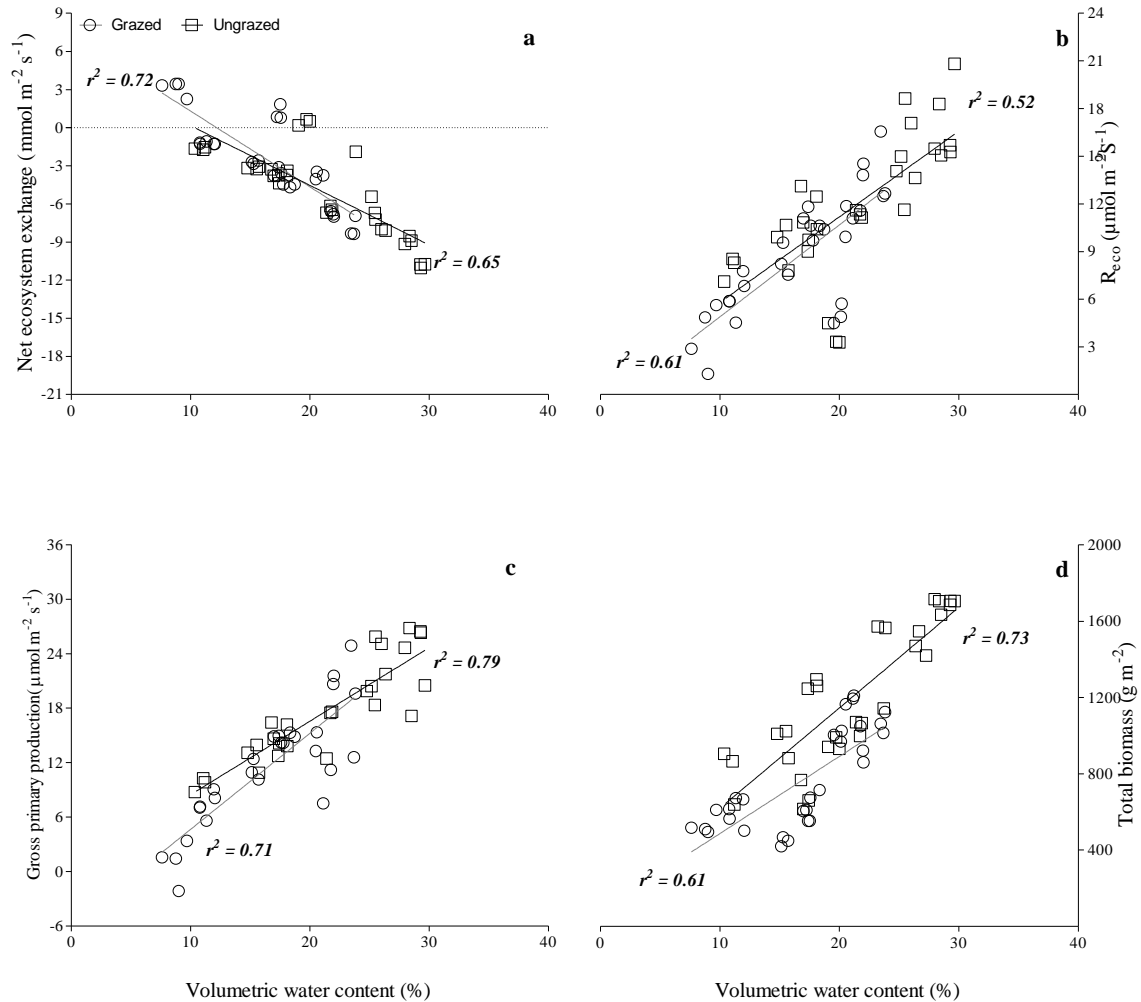 Grazed Ungrazed
a
Net ecosystem exchange ( mmol m⁻² s⁻¹)
9
6
3
0
-3
-6
-9
-12
-15
-18
-21
r² = 0.72
r² = 0.65
0 10 20 30 40
b
R_eco (µmol m⁻²S⁻¹)
24
21
18
15
12
9
6
3
r² = 0.52
r² = 0.61
0 10 20 30 40
c
Gross primary production(µmol m⁻² s⁻¹)
36
30
24
18
12
6
0
-6
r² = 0.79
r² = 0.71
0 10 20 30 40
Volumetric water content (%)
d
Total biomass (g m⁻²)
2000
1600
1200
800
400
r² = 0.73
r² = 0.61
0 10 20 30 40
Volumetric water content (%)